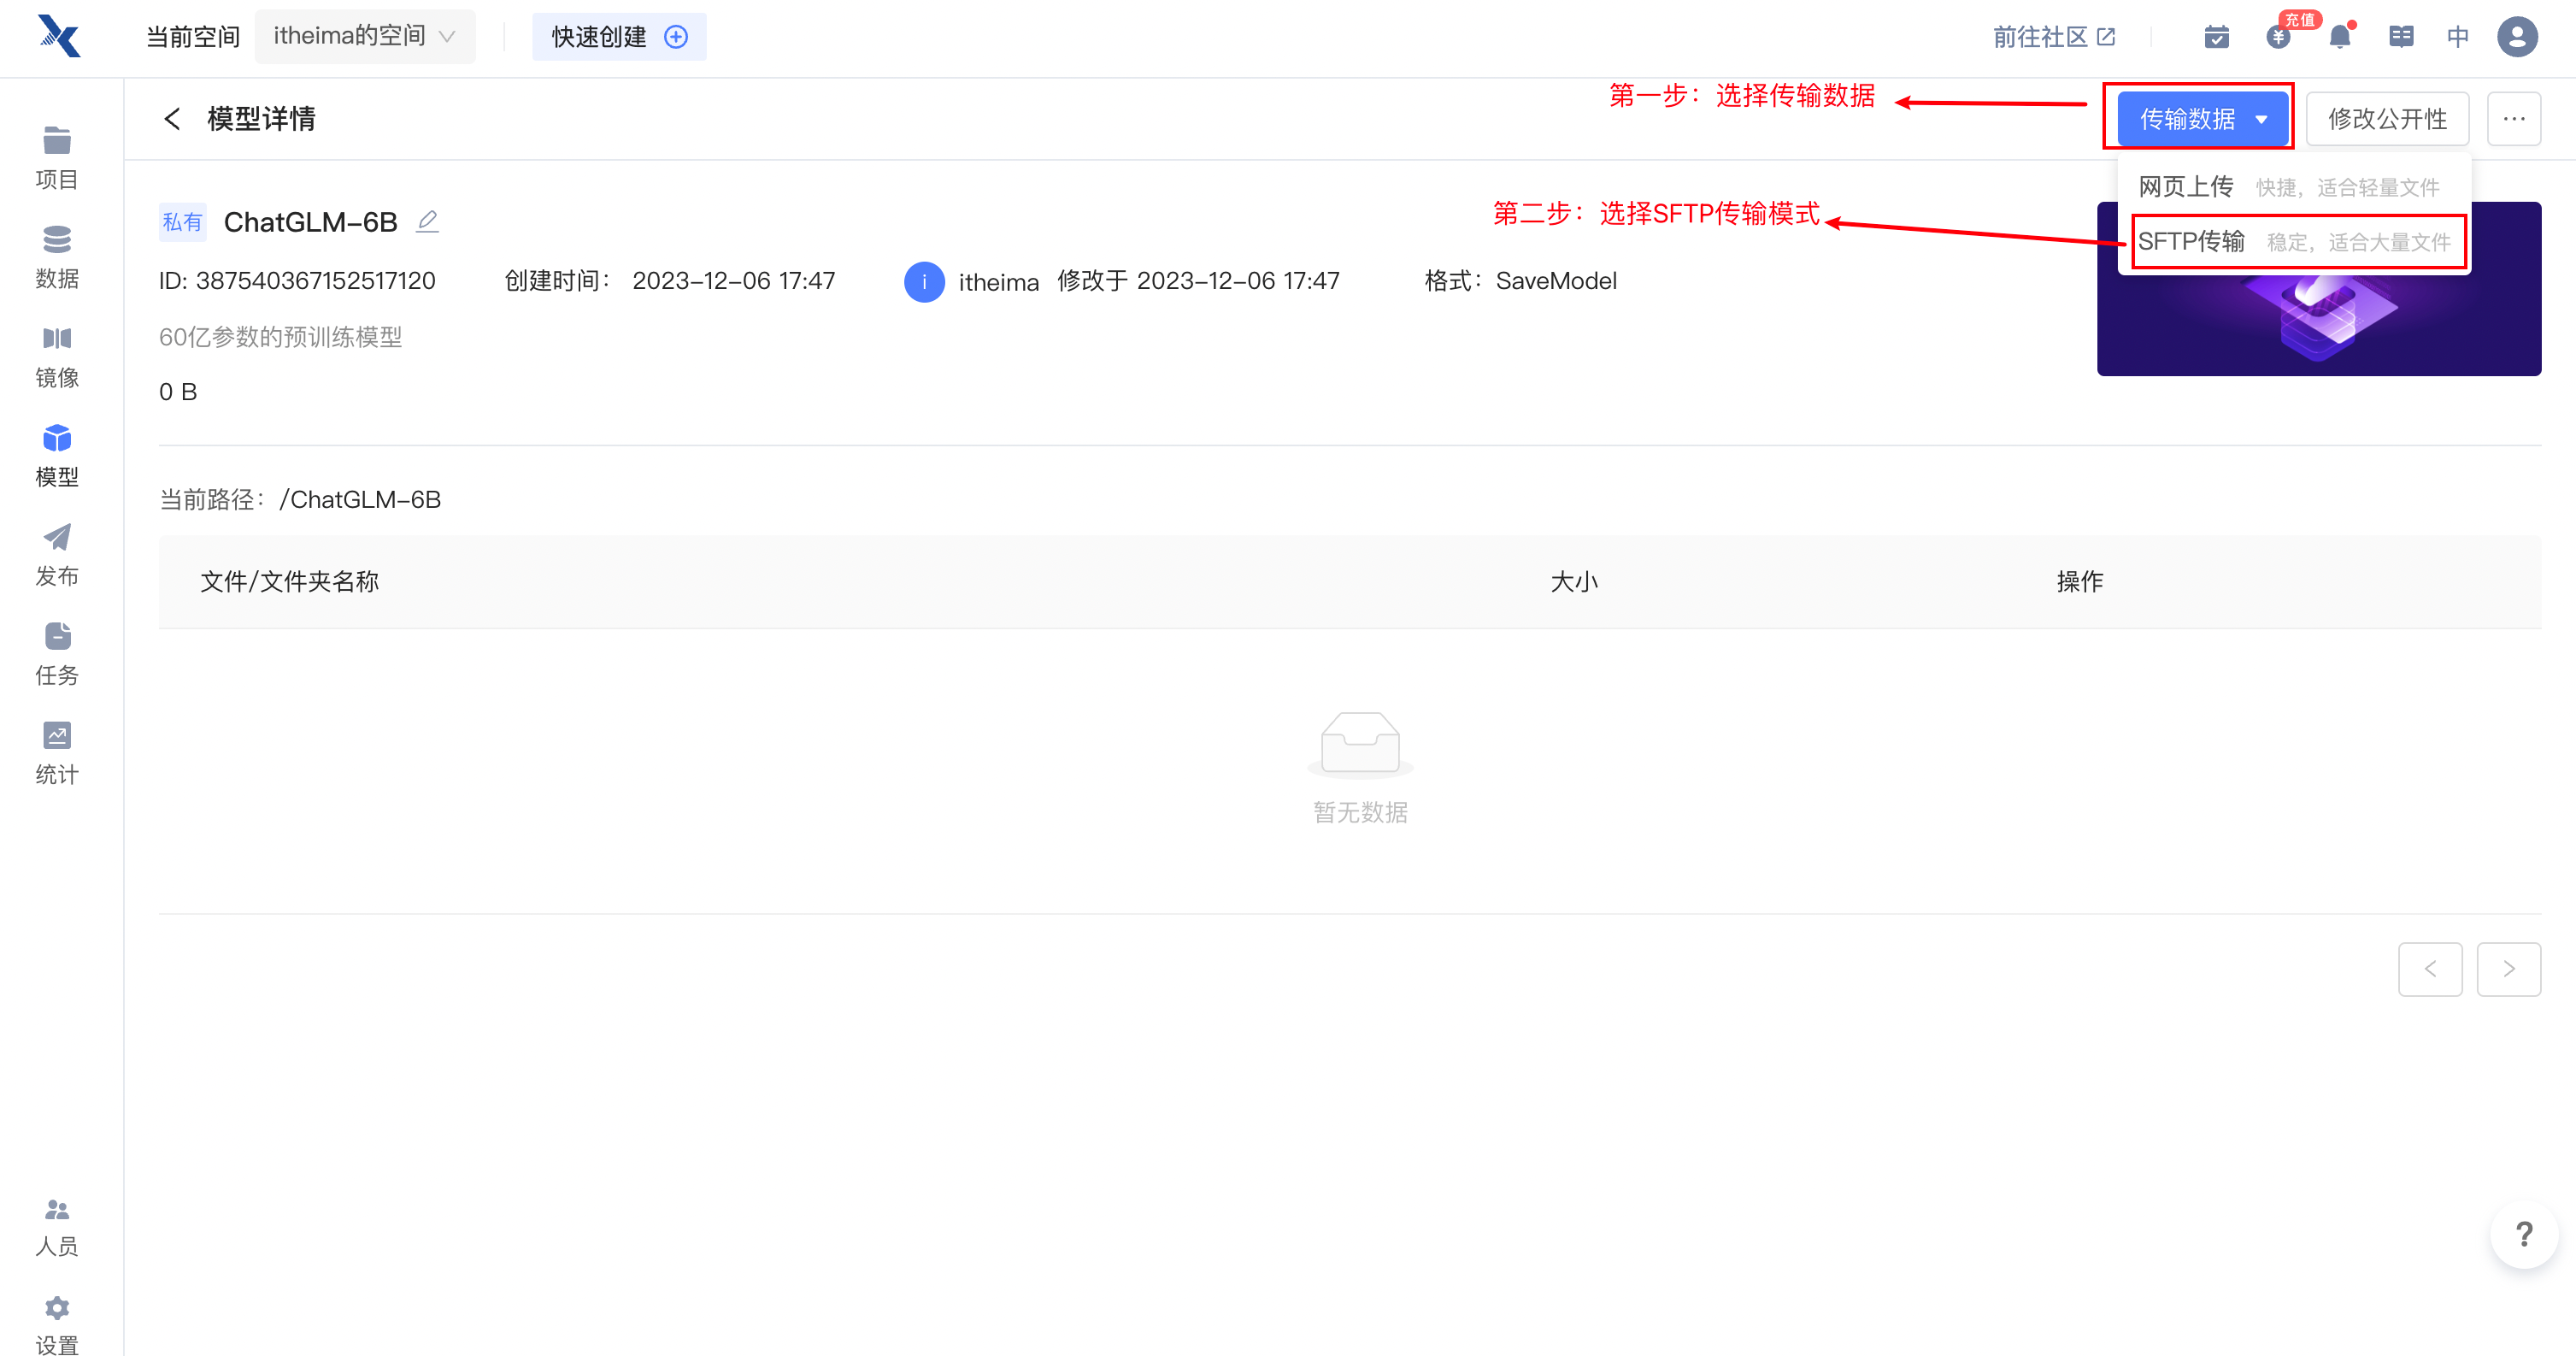 当前空间 itheima的空间 快速创建 前往社区 充值 中
模型详情 第一步：选择传输数据 传输数据 修改公开性 ...
项目
数据
镜像
模型
发布
任务
统计
人员
设置
网页上传 快捷，适合轻量文件
第二步：选择SFTP传输模式
SFTP传输 稳定，适合大量文件
私有 ChatGLM-6B
ID: 387540367152517120 创建时间： 2023-12-06 17:47 i itheima 修改于 2023-12-06 17:47 格式：SaveModel
60亿参数的预训练模型
0 B
当前路径：/ChatGLM-6B
文件/文件夹名称 大小 操作
暂无数据
?